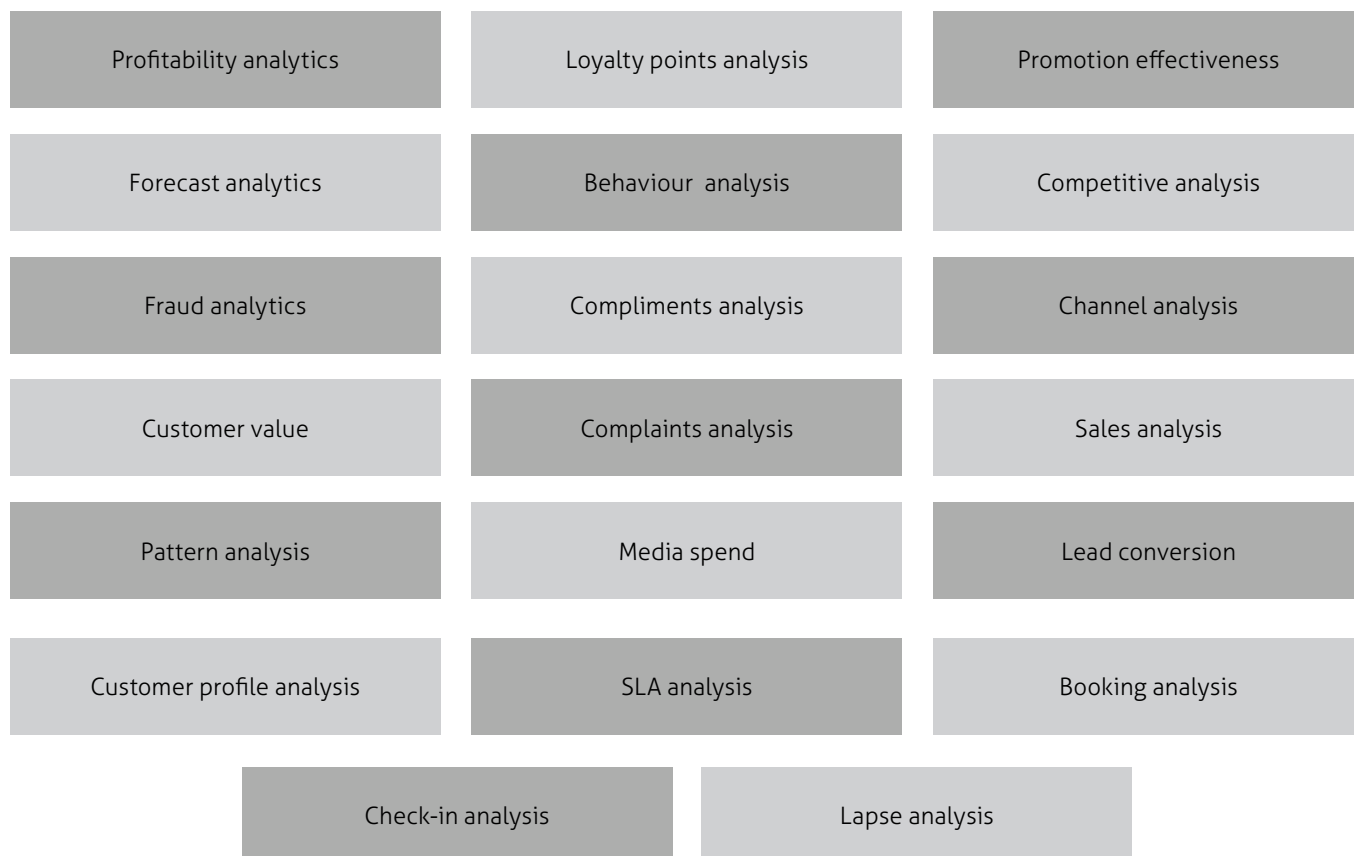 Profitability analytics
Loyalty points analysis
Promotion effectiveness
Forecast analytics
Behaviour  analysis
Competitive analysis
Fraud analytics
Compliments analysis
Channel analysis
Customer value
Complaints analysis
Sales analysis
Pattern analysis
Media spend
Lead conversion
Customer profile analysis
SLA analysis
Booking analysis
Check-in analysis
Lapse analysis